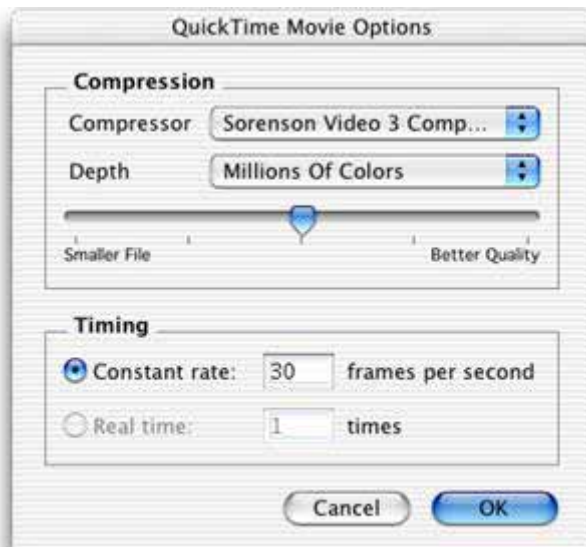 QuickTime Movie Options
Compression
Compressor Sorenson Video 3 Comp...
Depth Millions Of Colors
Smaller File Better Quality
Timing
Constant rate: 30 frames per second
Real time: 1 times
Cancel OK